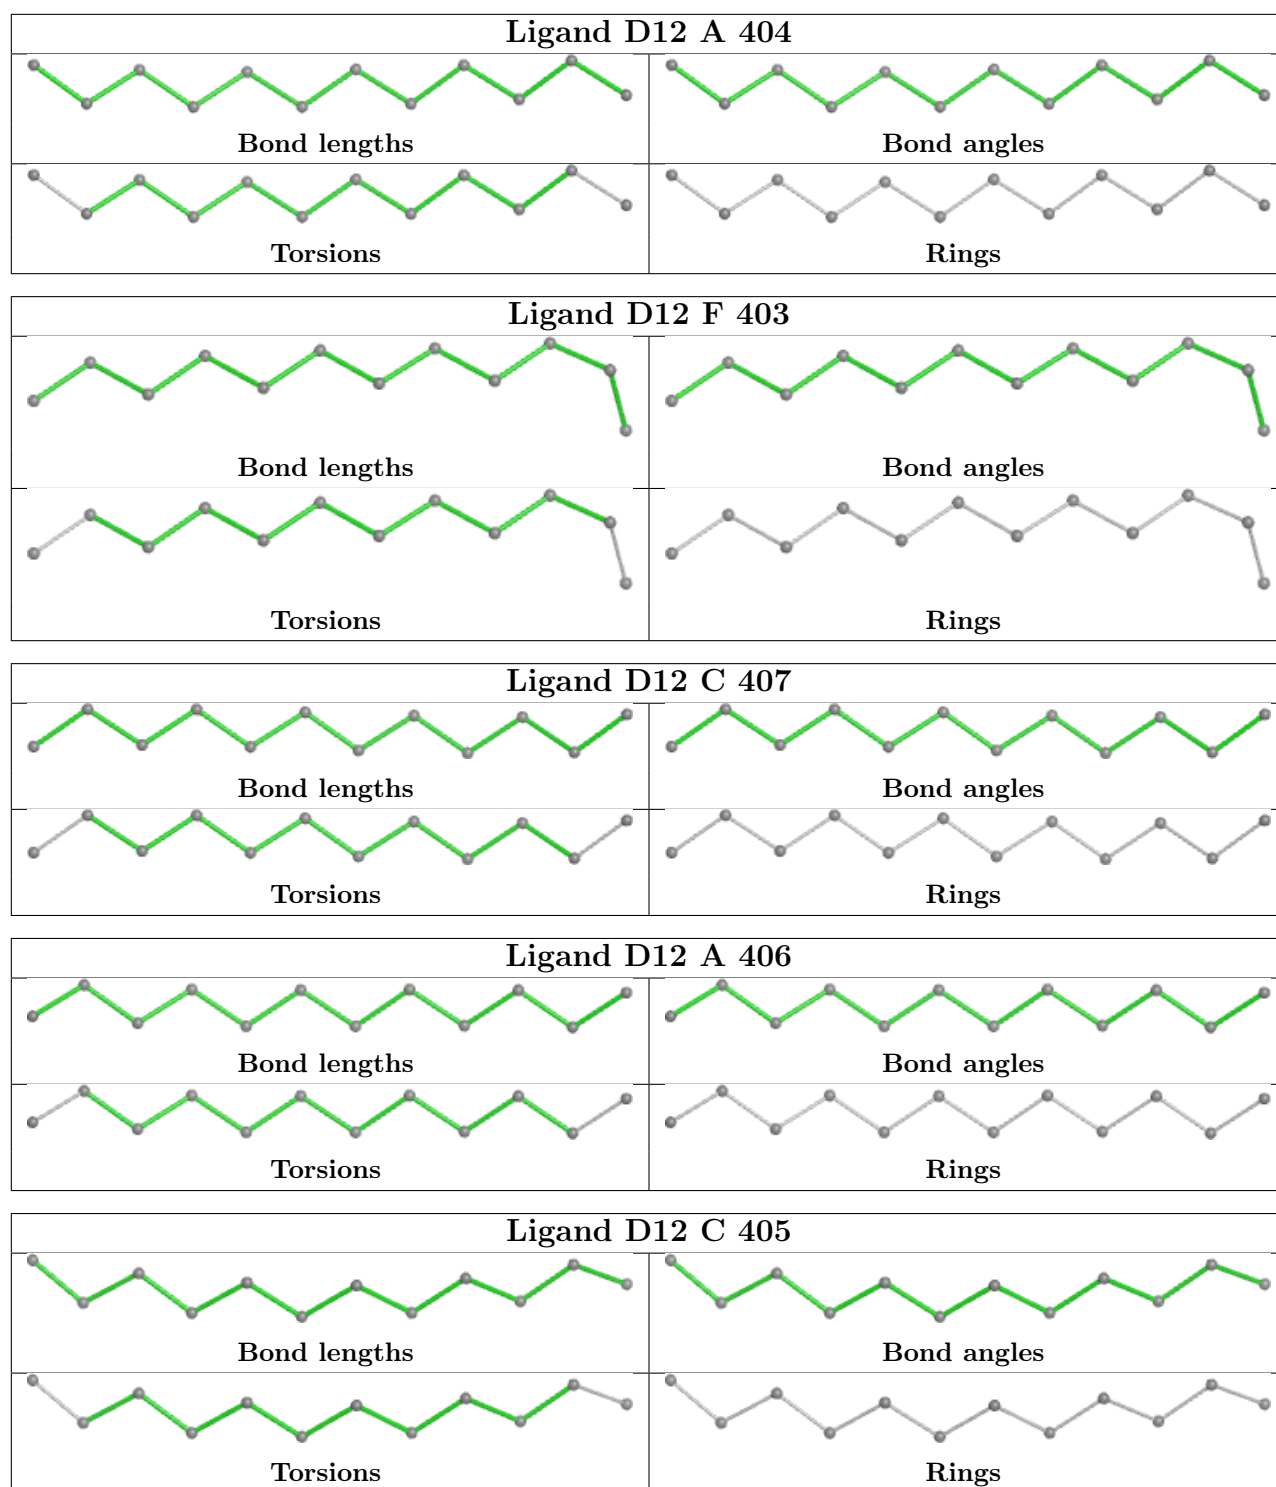 Ligand D12 A 404
Bond lengths
Bond angles
Torsions
Rings
Ligand D12 F 403
Bond lengths
Bond angles
Torsions
Rings
Ligand D12 C 407
Bond lengths
Bond angles
Torsions
Rings
Ligand D12 A 406
Bond lengths
Bond angles
Torsions
Rings
Ligand D12 C 405
Bond lengths
Bond angles
Torsions
Rings